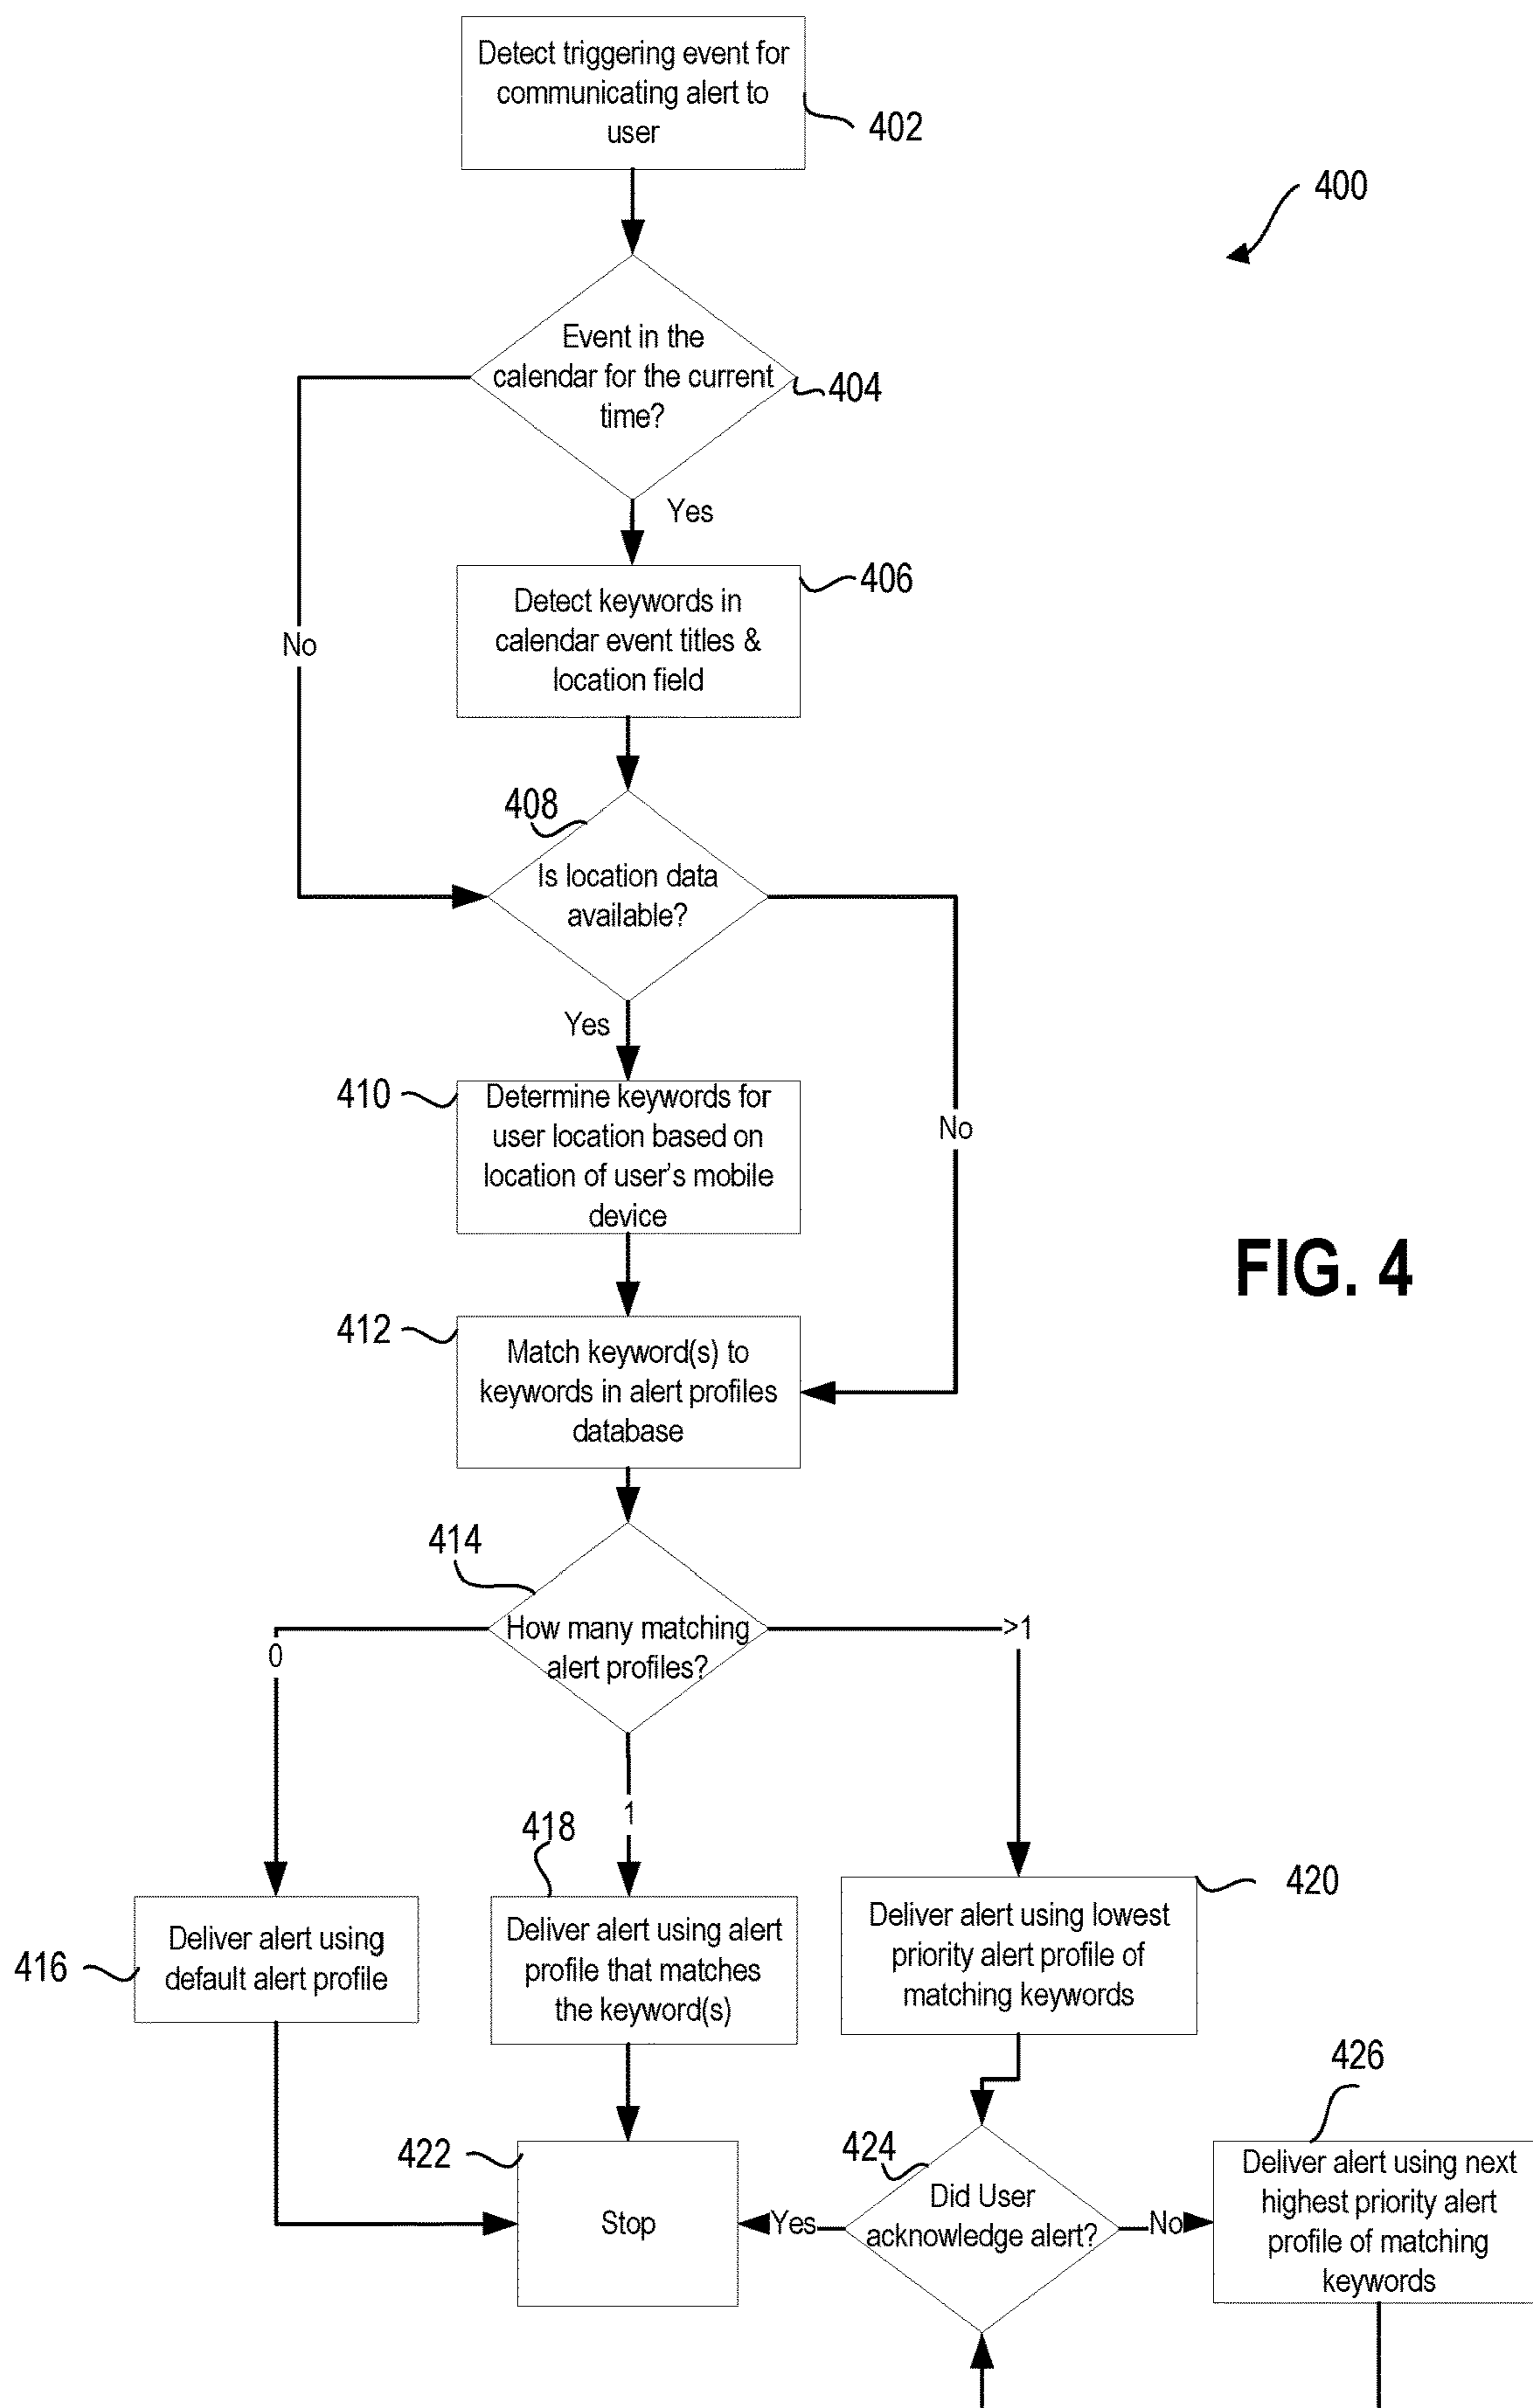 Detect triggering event for
communicating alert to
user
402
400
Event in the
calendar for the current
time?
404
Yes
406
Detect keywords in
calendar event titles &
location field
No
408
Is location data
available?
Yes
410
Determine keywords for
user location based on
location of user's mobile
device
No
FIG. 4
412
Match keyword(s) to
keywords in alert profiles
database
414
How many matching
alert profiles?
0
>1
1
418
420
Deliver alert using
default alert profile
416
Deliver alert using alert
profile that matches
the keyword(s)
Deliver alert using lowest
priority alert profile of
matching keywords
426
422
Stop
424
Did User
acknowledge alert?
Yes
No
Deliver alert using next
highest priority alert
profile of matching
keywords